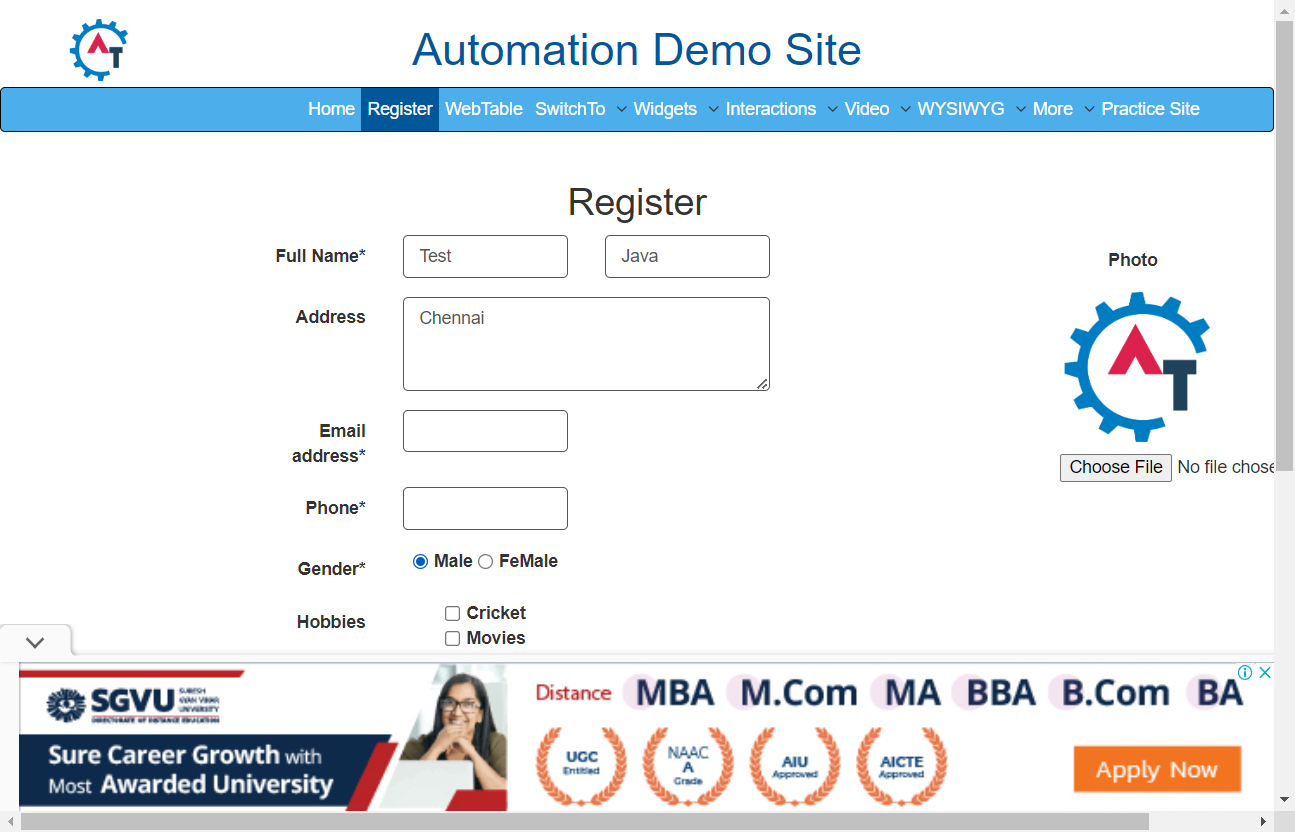 Automation Demo Site
Home Register WebTable SwitchTo Widgets Interactions Video WYSIWYG More Practice Site
Register
Full Name* Test Java
Photo
Address Chennai
Email
address*
Choose File No file chose
Phone*
Gender* Male FeMale
Hobbies Cricket
Movies
SGVU SURESH
GYAN VIHAR
UNIVERSITY
DIRECTORATE OF DISTANCE EDUCATION
Sure Career Growth with
Most Awarded University
Distance MBA M.Com MA BBA B.Com BA
UGC
Entitled
NAAC
A
Grade
AIU
Approved
AICTE
Approved
Apply Now